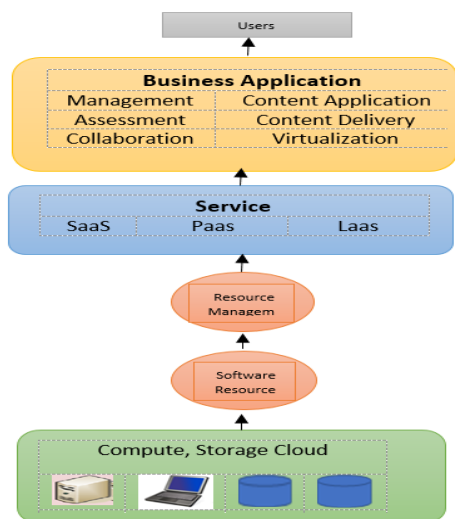 Users
Business Application
Management Content Application
Assessment Content Delivery
Collaboration Virtualization
Service
SaaS Paas Laas
Resource
Managem
Software
Resource
Compute, Storage Cloud